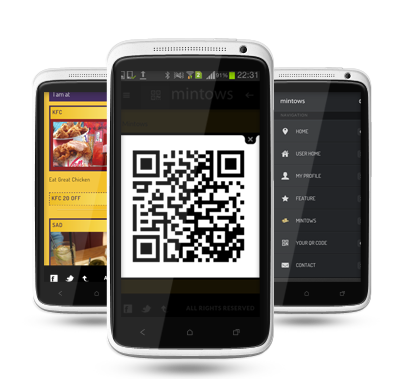 I am at
KFC
Eat Great Chicken
KFC 20 OFF
SAO
91% 22:31
mintows
ALL RIGHTS RESERVED
mintows
NAVIGATION
HOME
USER HOME
MY PROFILE
FEATURE
MINTOWS
YOUR QR CODE
CONTACT